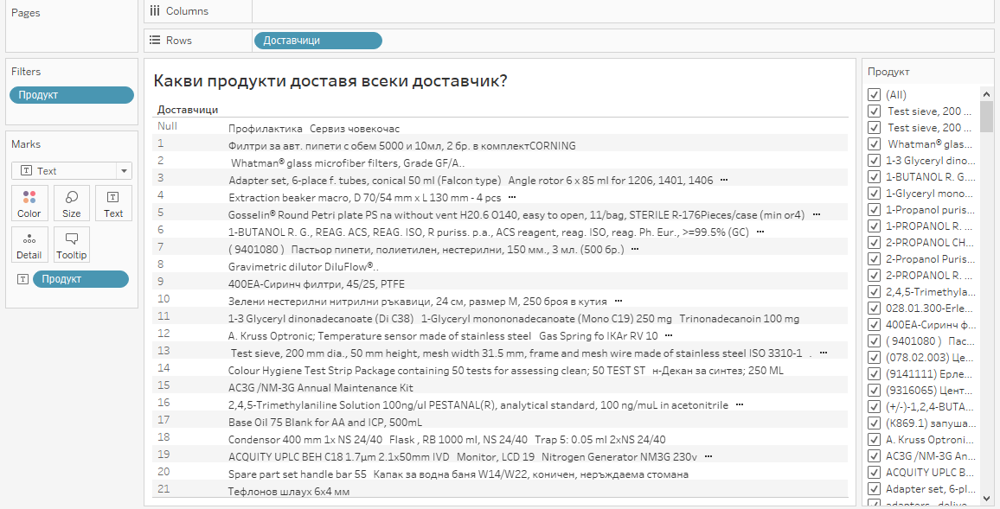 Pages
Columns
Rows
Доставчици
Filters
Продукт
Marks
Text
Color
Size
Text
Detail
Tooltip
Продукт
Какви продукти доставя всеки доставчик?
Доставчици
Null Профилактика Сервиз човекочас
1 Филтри за авт. пипети с обем 5000 и 10мл, 2 бр. в комплектCORNING
2 Whatman® glass microfiber filters, Grade GF/A..
3 Adapter set, 6-place f. tubes, conical 50 ml (Falcon type) Angle rotor 6 x 85 ml for 1206, 1401, 1406 ···
4 Extraction beaker macro, D 70/54 mm x L 130 mm - 4 pcs ···
5 Gosselin® Round Petri plate PS na without vent H20.6 O140, easy to open, 11/bag, STERILE R-176Pieces/case (min or4) ···
6 1-BUTANOL R. G., REAG. ACS, REAG. ISO, R puriss. p.a., ACS reagent, reag. ISO, reag. Ph. Eur., >=99.5% (GC) ···
7 ( 9401080 ) Пастьор пипети, полиетилен, нестерилни, 150 мм., 3 мл. (500 бр.) ···
8 Gravimetric dilutor DiluFlow®..
9 400EA-Сиринч филтри, 45/25, PTFE
10 Зелени нестерилни нитрилни ръкавици, 24 см, размер М, 250 броя в кутия ···
11 1-3 Glyceryl dinonadecanoate (Di C38) 1-Glyceryl monononadecanoate (Mono C19) 250 mg Trinonadecanoin 100 mg
12 A. Kruss Optronic; Temperature sensor made of stainless steel Gas Spring fo IKAr RV 10 ···
13 Test sieve, 200 mm dia., 50 mm height, mesh width 31.5 mm, frame and mesh wire made of stainless steel ISO 3310-1 . ···
14 Colour Hygiene Test Strip Package containing 50 tests for assessing clean; 50 TEST ST н-Декан за синтез; 250 ML
15 AC3G /NM-3G Annual Maintenance Kit
16 2,4,5-Trimethylaniline Solution 100ng/ul PESTANAL(R), analytical standard, 100 ng/muL in acetonitrile ···
17 Base Oil 75 Blank for AA and ICP, 500mL
18 Condensor 400 mm 1x NS 24/40 Flask , RB 1000 ml, NS 24/40 Trap 5: 0.05 ml 2xNS 24/40
19 ACQUITY UPLC BEH C18 1.7µm 2.1x50mm IVD Monitor, LCD 19 Nitrogen Generator NM3G 230v ···
20 Spare part set handle bar 55 Капак за водна баня W14/W22, коничен, неръждаема стомана
21 Тефлонов шлаух 6x4 мм
Продукт
(All)
Test sieve, 200 ...
Test sieve, 200 ...
Whatman® glas...
1-3 Glyceryl dino...
1-BUTANOL R. G....
1-Glyceryl mono...
1-Propanol puris...
1-PROPANOL R. ...
2-PROPANOL CH...
2-Propanol Puris...
2-PROPANOL R. ...
2,4,5-Trimethyla...
028.01.300-Erle...
400EA-Сиринч ф...
( 9401080 ) Пас...
(078.02.003) Це...
(9141111) Ерле...
(9316065) Цент...
(+/-)-1,2,4-BUTA...
(K869.1) запуша...
A. Kruss Optroni...
AC3G /NM-3G An...
ACQUITY UPLC B...
Adapter set, 6-pl...